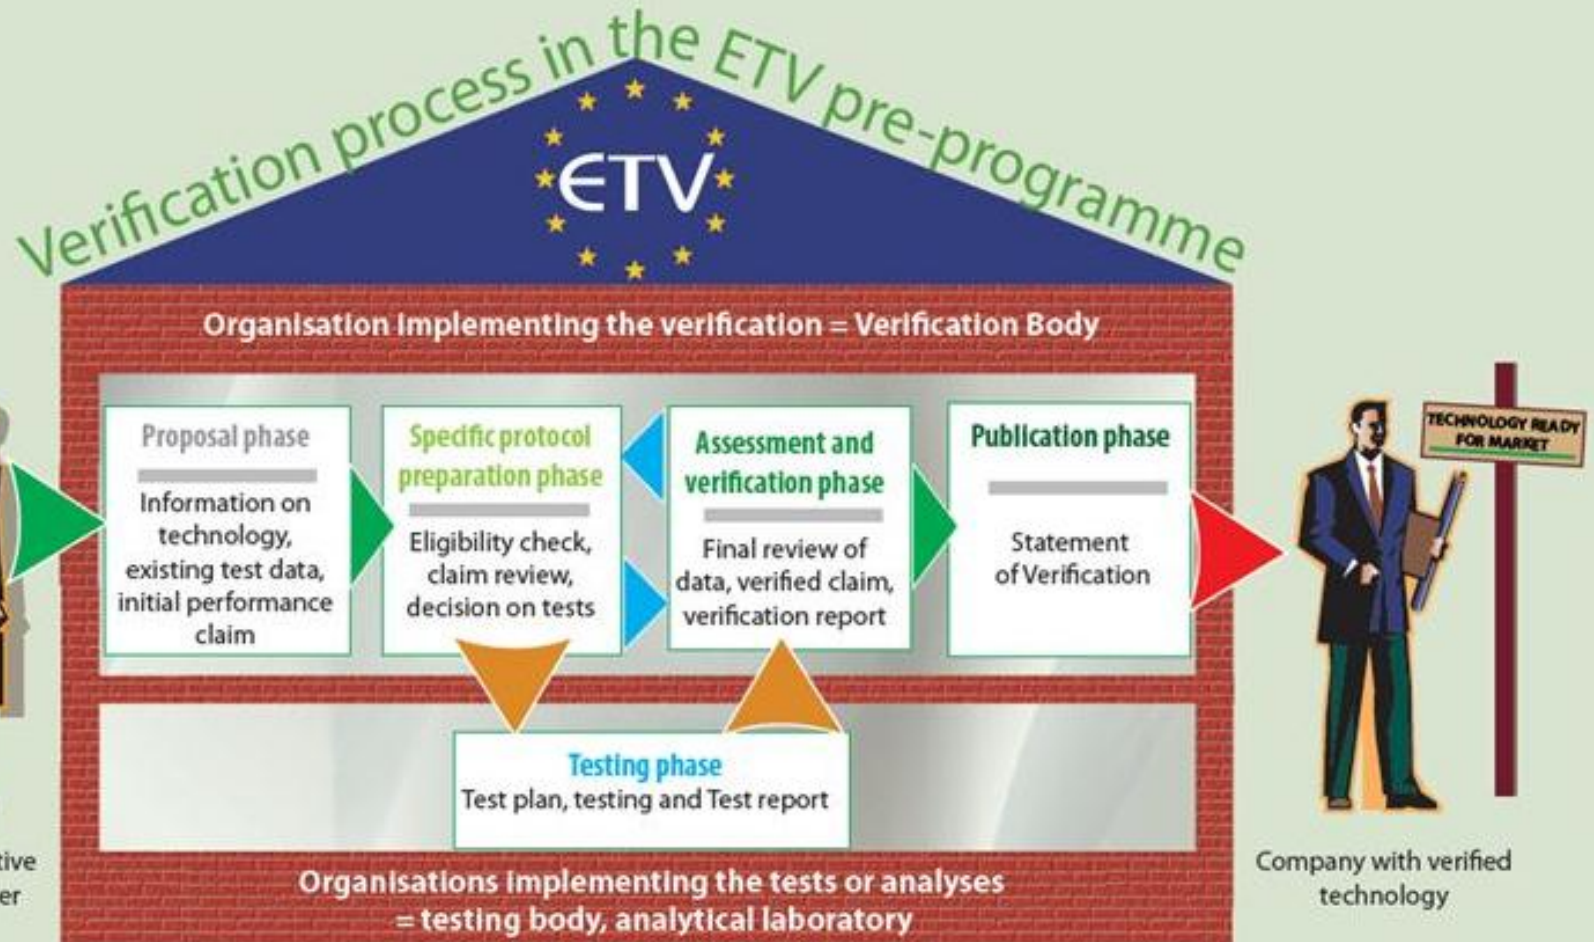 Verification process in the ETV pre-programme
ETV
Organisation implementing the verification = Verification Body
Proposal phase
Information on
technology,
existing test data,
initial performance
claim
Specific protocol
preparation phase
Eligibility check,
claim review,
decision on tests
Assessment and
verification phase
Final review of
data, verified claim,
verification report
Publication phase
Statement
of Verification
TECHNOLOGY READY
FOR MARKET
Testing phase
Test plan, testing and Test report
Organisations implementing the tests or analyses
= testing body, analytical laboratory
Company with verified
technology